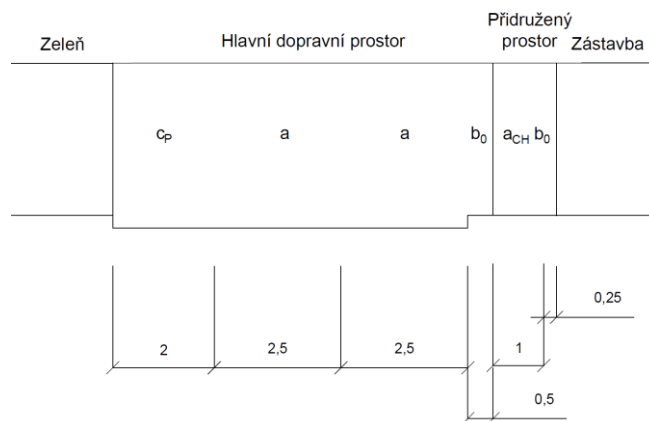 Zeleň
Hlavní dopravní prostor
Přidružený
prostor
Zástavba
cP
a
a
b0
aCH
b0
0,25
2
2,5
2,5
1
0,5